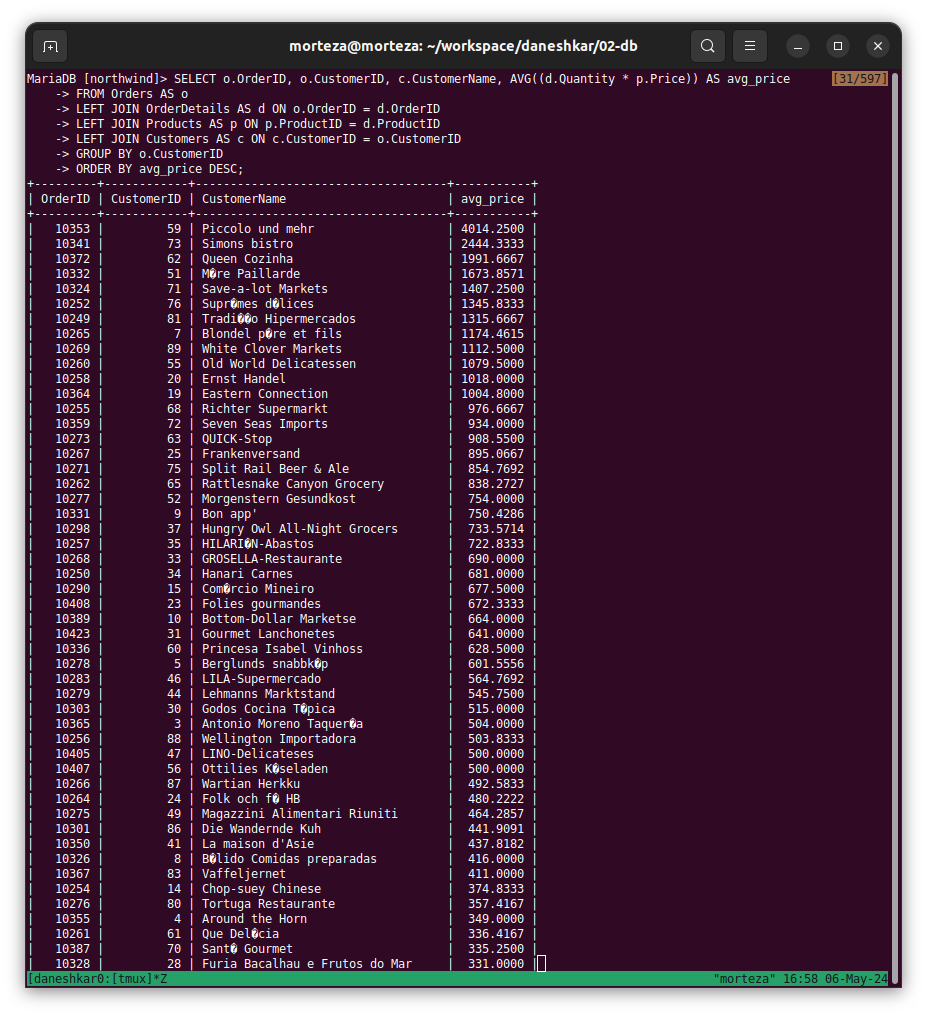 morteza@morteza: ~/workspace/daneshkar/02-db
MariaDB [northwind]> SELECT o.OrderID, o.CustomerID, c.CustomerName, AVG((d.Quantity * p.Price)) AS avg_price [31/597]
    -> FROM Orders AS o
    -> LEFT JOIN OrderDetails AS d ON o.OrderID = d.OrderID
    -> LEFT JOIN Products AS p ON p.ProductID = d.ProductID
    -> LEFT JOIN Customers AS c ON c.CustomerID = o.CustomerID
    -> GROUP BY o.CustomerID
    -> ORDER BY avg_price DESC;
+---------+------------+------------------------------------+-----------+
| OrderID | CustomerID | CustomerName                       | avg_price |
+---------+------------+------------------------------------+-----------+
|   10353 |         59 | Piccolo und mehr                   | 4014.2500 |
|   10341 |         73 | Simons bistro                      | 2444.3333 |
|   10372 |         62 | Queen Cozinha                      | 1991.6667 |
|   10332 |         51 | M�re Paillarde                     | 1673.8571 |
|   10324 |         71 | Save-a-lot Markets                 | 1407.2500 |
|   10252 |         76 | Supr�mes d�lices                   | 1345.8333 |
|   10249 |         81 | Tradi��o Hipermercados             | 1315.6667 |
|   10265 |          7 | Blondel p�re et fils               | 1174.4615 |
|   10269 |         89 | White Clover Markets               | 1112.5000 |
|   10260 |         55 | Old World Delicatessen             | 1079.5000 |
|   10258 |         20 | Ernst Handel                       | 1018.0000 |
|   10364 |         19 | Eastern Connection                 | 1004.8000 |
|   10255 |         68 | Richter Supermarkt                 |  976.6667 |
|   10359 |         72 | Seven Seas Imports                 |  934.0000 |
|   10273 |         63 | QUICK-Stop                         |  908.5500 |
|   10267 |         25 | Frankenversand                     |  895.0667 |
|   10271 |         75 | Split Rail Beer & Ale              |  854.7692 |
|   10262 |         65 | Rattlesnake Canyon Grocery         |  838.2727 |
|   10277 |         52 | Morgenstern Gesundkost             |  754.0000 |
|   10331 |          9 | Bon app'                           |  750.4286 |
|   10298 |         37 | Hungry Owl All-Night Grocers       |  733.5714 |
|   10257 |         35 | HILARI�N-Abastos                   |  722.8333 |
|   10268 |         33 | GROSELLA-Restaurante               |  690.0000 |
|   10250 |         34 | Hanari Carnes                      |  681.0000 |
|   10290 |         15 | Com�rcio Mineiro                   |  677.5000 |
|   10408 |         23 | Folies gourmandes                  |  672.3333 |
|   10389 |         10 | Bottom-Dollar Marketse             |  664.0000 |
|   10423 |         31 | Gourmet Lanchonetes                |  641.0000 |
|   10336 |         60 | Princesa Isabel Vinhoss            |  628.5000 |
|   10278 |          5 | Berglunds snabbk�p                 |  601.5556 |
|   10283 |         46 | LILA-Supermercado                  |  564.7692 |
|   10279 |         44 | Lehmanns Marktstand                |  545.7500 |
|   10303 |         30 | Godos Cocina T�pica                |  515.0000 |
|   10365 |          3 | Antonio Moreno Taquer�a            |  504.0000 |
|   10256 |         88 | Wellington Importadora             |  503.8333 |
|   10405 |         47 | LINO-Delicateses                   |  500.0000 |
|   10407 |         56 | Ottilies K�seladen                 |  500.0000 |
|   10266 |         87 | Wartian Herkku                     |  492.5833 |
|   10264 |         24 | Folk och f� HB                     |  480.2222 |
|   10275 |         49 | Magazzini Alimentari Riuniti       |  464.2857 |
|   10301 |         86 | Die Wandernde Kuh                  |  441.9091 |
|   10350 |         41 | La maison d'Asie                   |  437.8182 |
|   10326 |          8 | B�lido Comidas preparadas          |  416.0000 |
|   10367 |         83 | Vaffeljernet                       |  411.0000 |
|   10254 |         14 | Chop-suey Chinese                  |  374.8333 |
|   10276 |         80 | Tortuga Restaurante                |  357.4167 |
|   10355 |          4 | Around the Horn                    |  349.0000 |
|   10261 |         61 | Que Del�cia                        |  336.4167 |
|   10387 |         70 | Sant� Gourmet                      |  335.2500 |
|   10328 |         28 | Furia Bacalhau e Frutos do Mar     |  331.0000 |
[daneshkar0:[tmux]*Z "morteza" 16:58 06-May-24